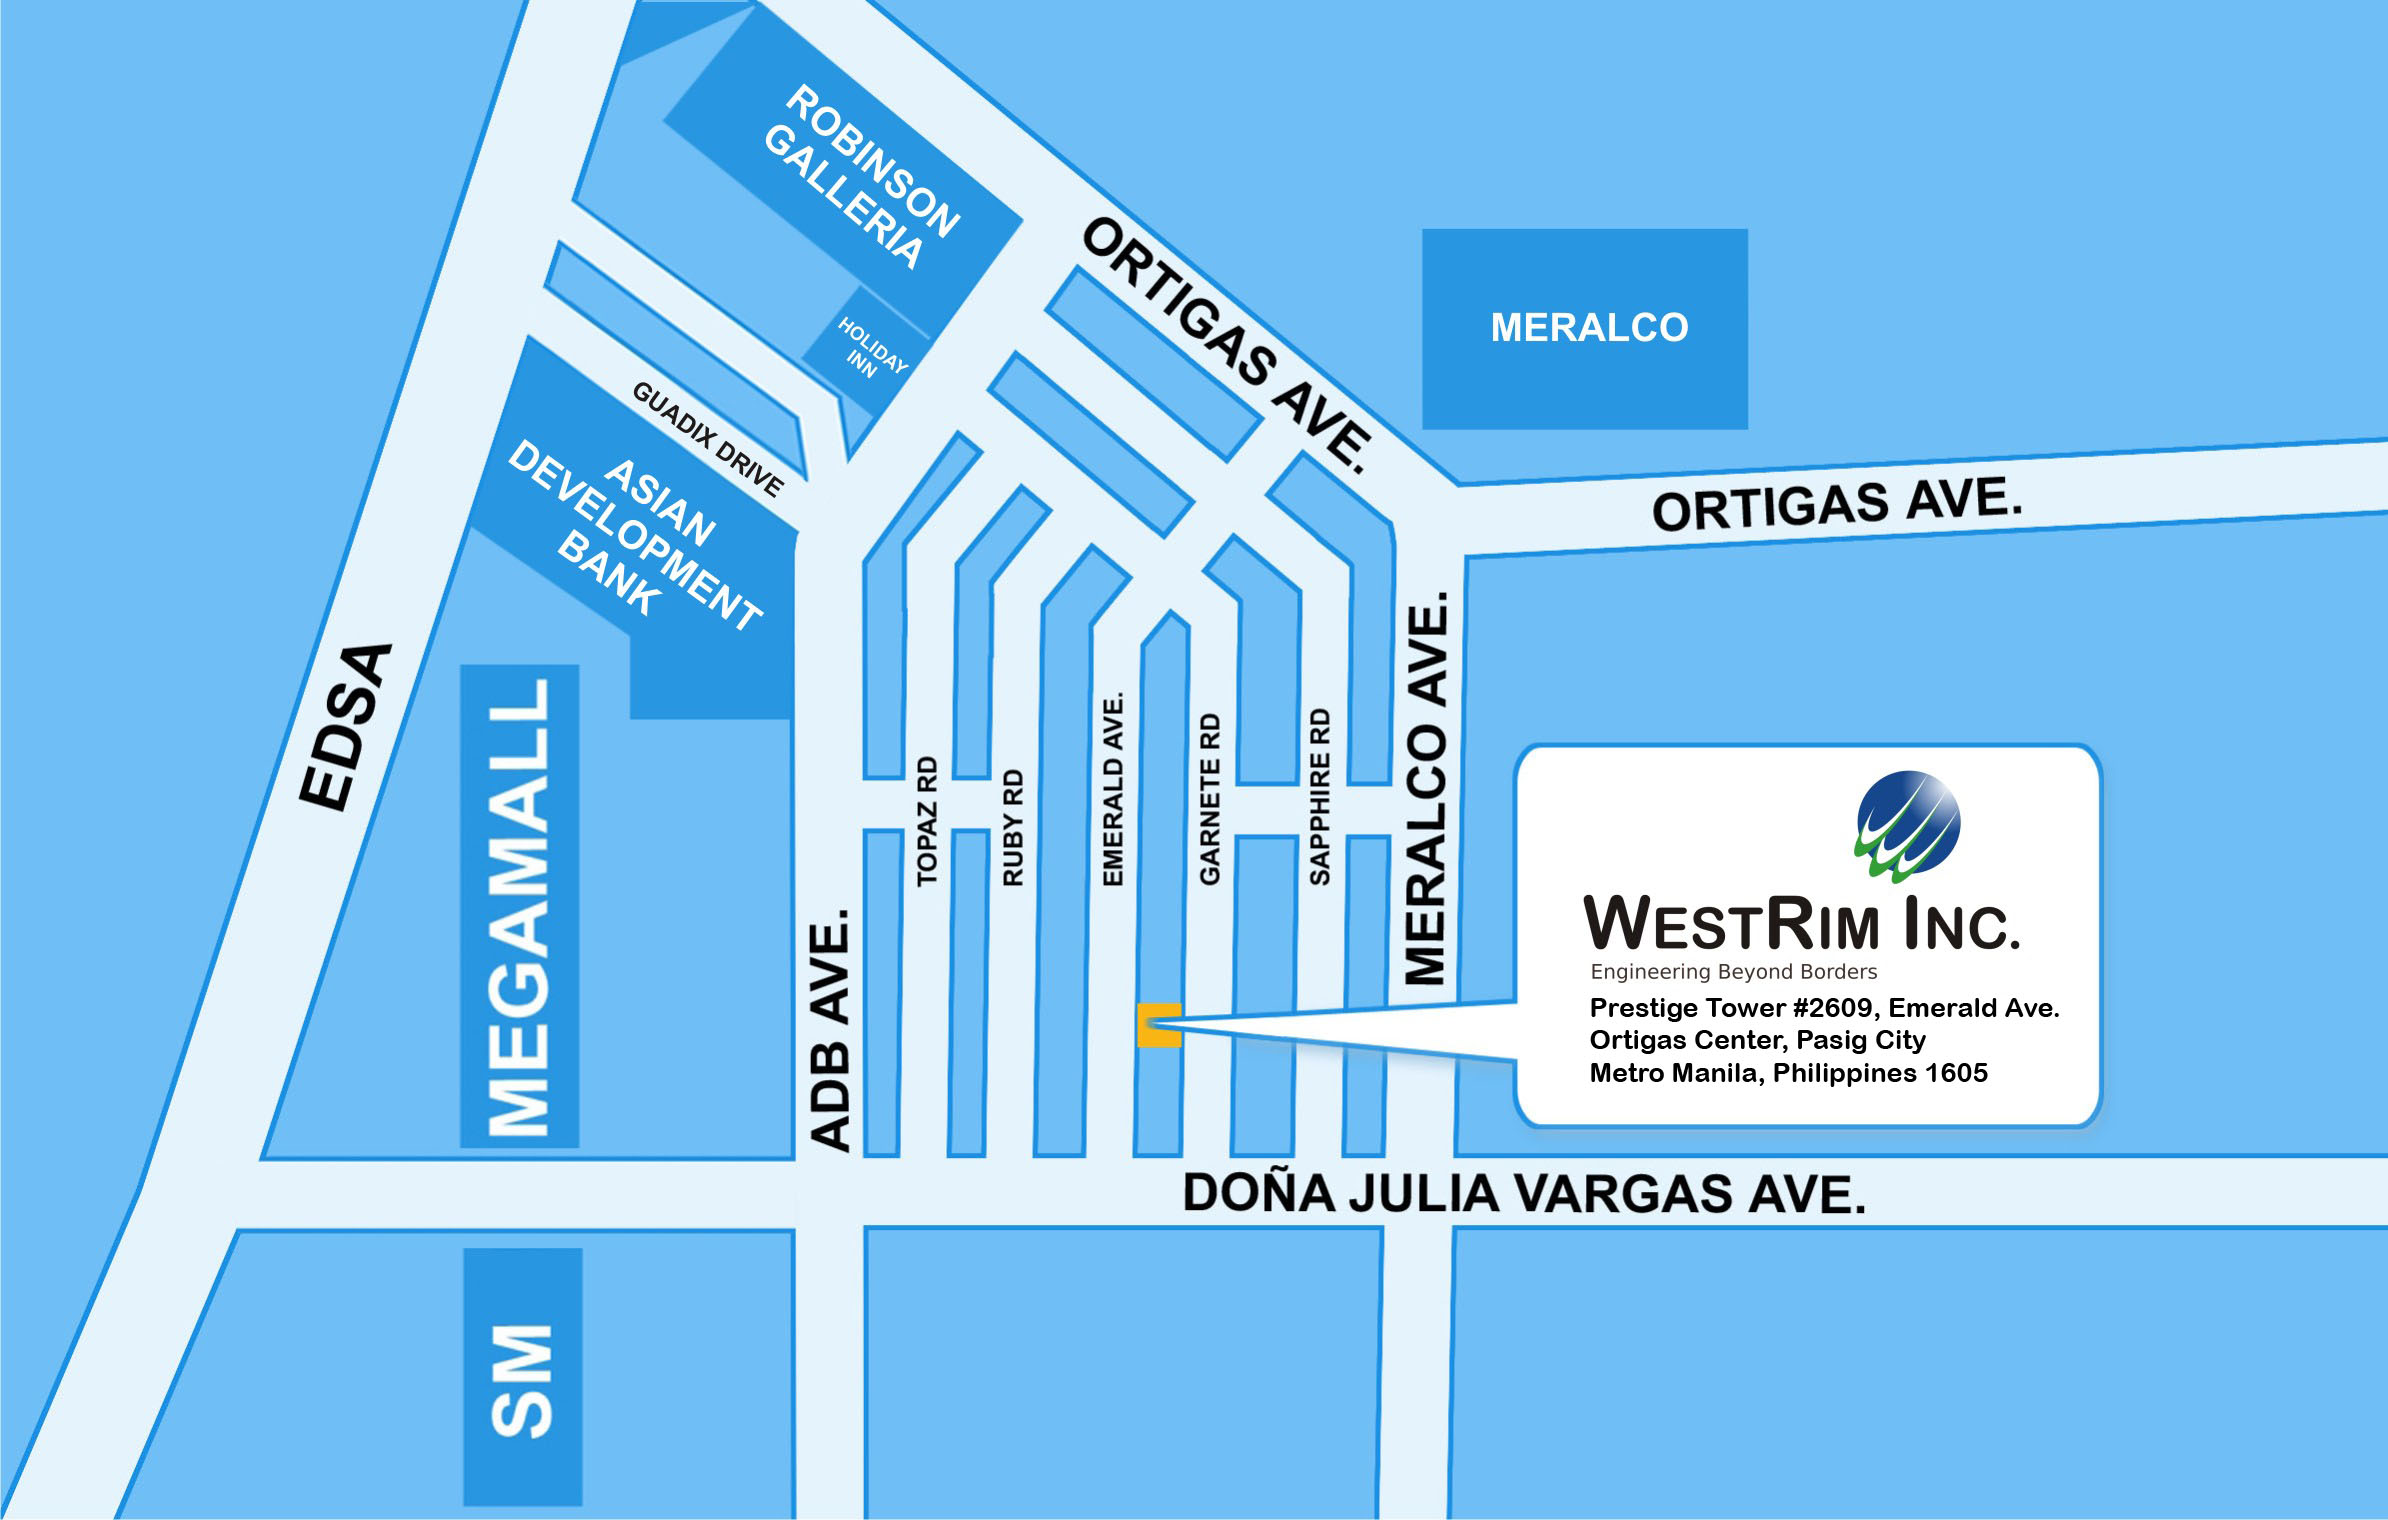 ROBINSON
GALLERIA
HOLIDAY
INN
ORTIGAS AVE.
MERALCO
ORTIGAS AVE.
GUADIX DRIVE
ASIAN
DEVELOPMENT
BANK
EDSA
MEGAMALL
ADB AVE.
TOPAZ RD
RUBY RD
EMERALD AVE.
GARNETE RD
SAPPHIRE RD
MERALCO AVE.
WESTRIM INC.
Engineering Beyond Borders
Prestige Tower #2609, Emerald Ave.
Ortigas Center, Pasig City
Metro Manila, Philippines 1605
DOÑA JULIA VARGAS AVE.
SM